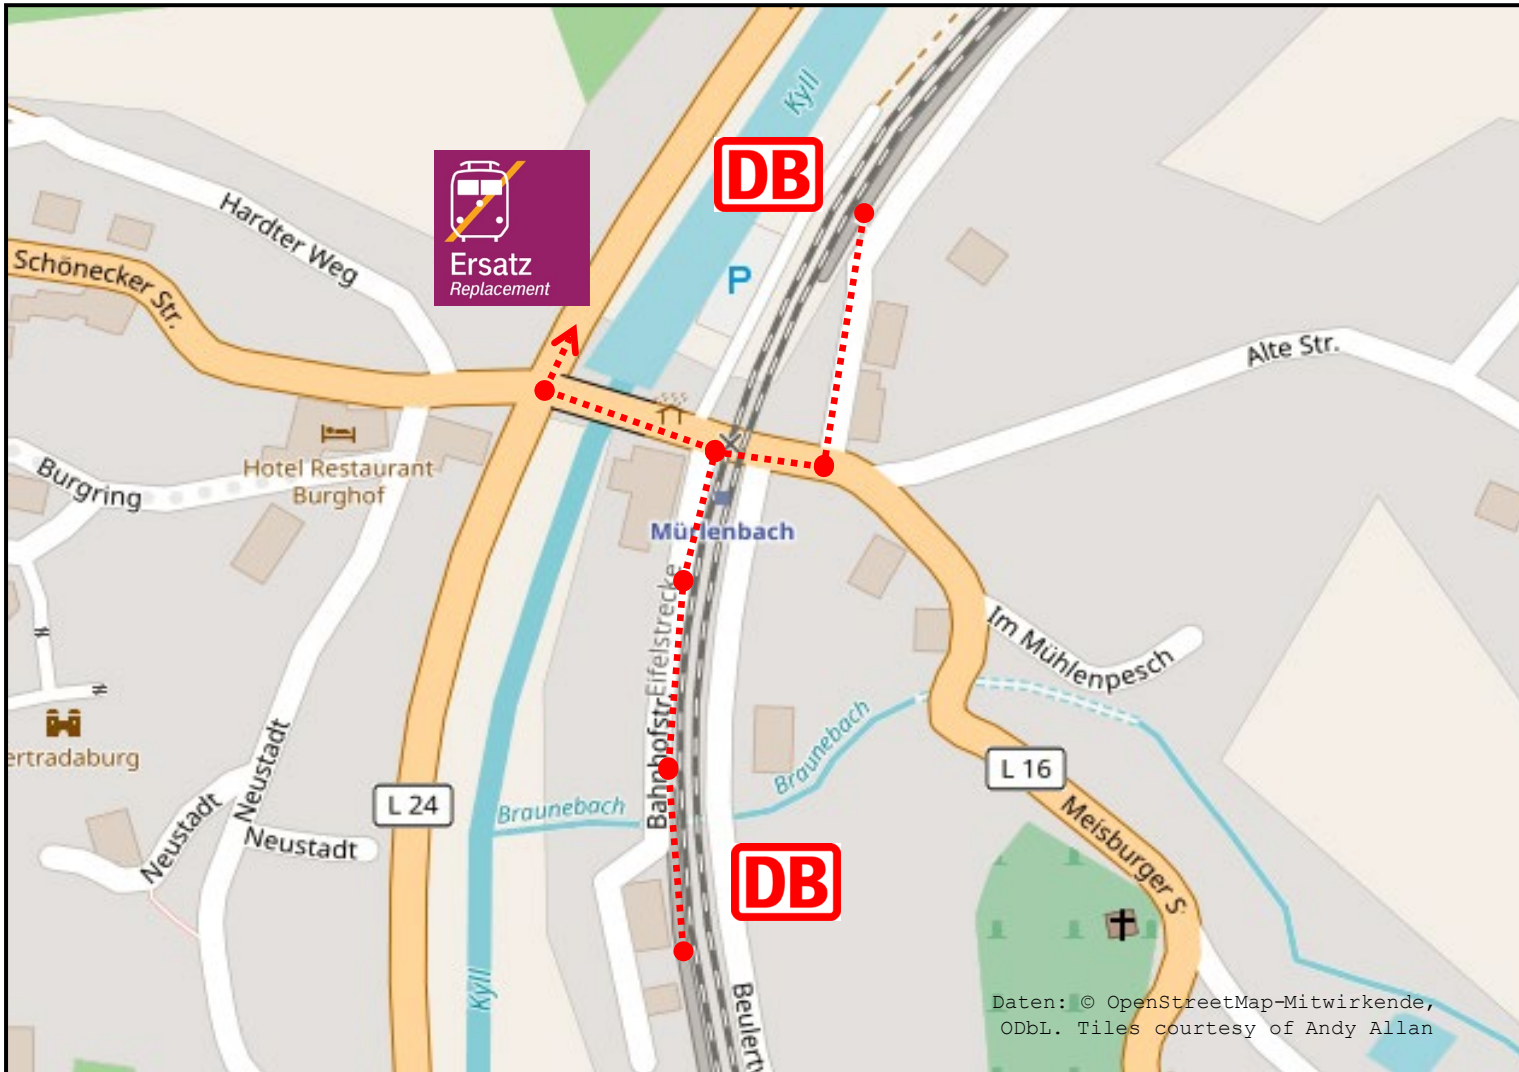 Kyll
DB
Ersatz
Replacement
Hardter Weg
Schönecker Str.
P
Alte Str.
Hotel Restaurant
Burghof
Burgring
Eifelstrecke
Im Mühlenpesch
Bahnhofstr.
ertradaburg
Neustadt
Neustadt
Neustadt
L 24
Braunebach
Braunebach
L 16
Meisburger S
DB
Kyll
Beulerty
Daten: © OpenStreetMap-Mitwirkende,
ODbL. Tiles courtesy of Andy Allan